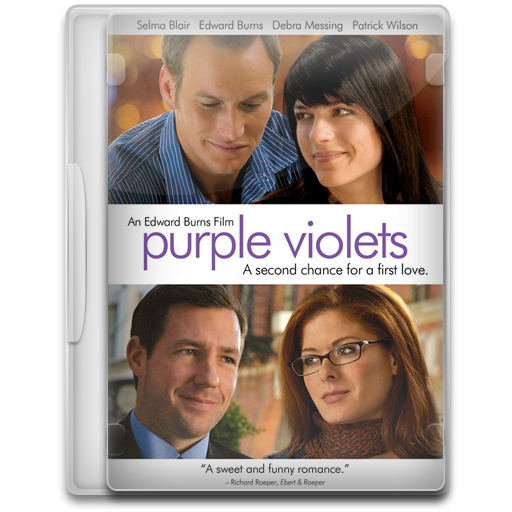 Selma Blair Edward Burns Debra Messing Patrick Wilson
An Edward Burns Film
purple violets
A second chance for a first love.
“A sweet and funny romance.”
– Richard Roeper, Ebert & Roeper